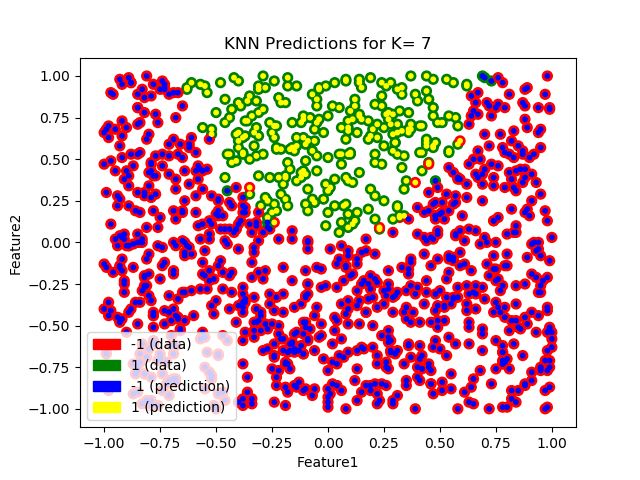 KNN Predictions for K= 7
1.00
0.75
0.50
0.25
0.00
−0.25
−0.50
−0.75
−1.00
Feature2
-1 (data)
1 (data)
-1 (prediction)
1 (prediction)
−1.00 −0.75 −0.50 −0.25 0.00 0.25 0.50 0.75 1.00
Feature1